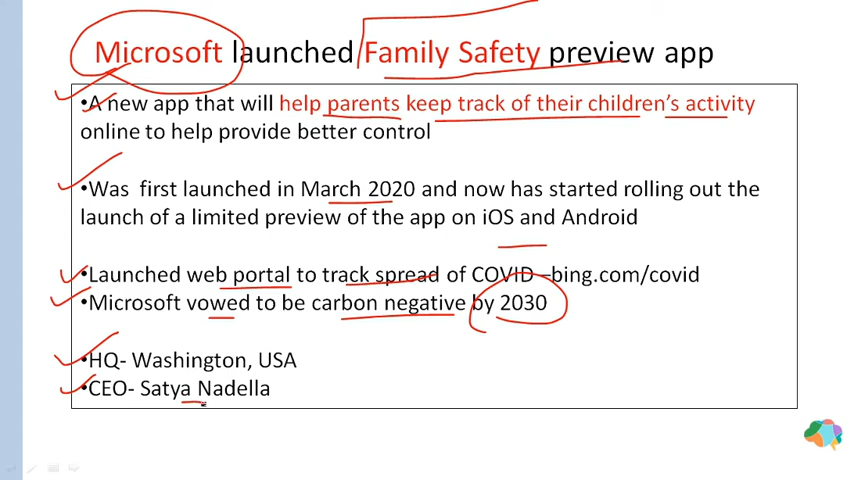 Microsoft launched Family Safety preview app
•A new app that will help parents keep track of their children's activity
online to help provide better control
•Was first launched in March 2020 and now has started rolling out the
launch of a limited preview of the app on iOS and Android
•Launched web portal to track spread of COVID –bing.com/covid
•Microsoft vowed to be carbon negative by 2030
•HQ- Washington, USA
•CEO- Satya Nadella